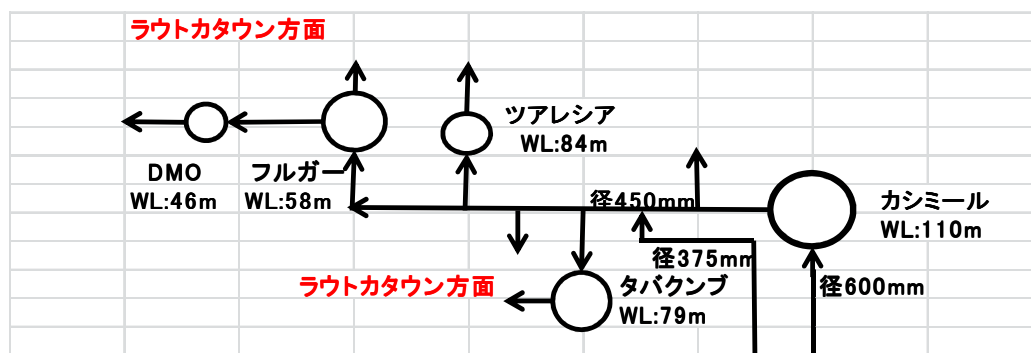 ラウトカタウン方面
ツアレシア
WL:84m
DMO
WL:46m
フルガー
WL:58m
径450mm
カシミール
WL:110m
径375mm
ラウトカタウン方面
タバクンブ
WL:79m
径600mm